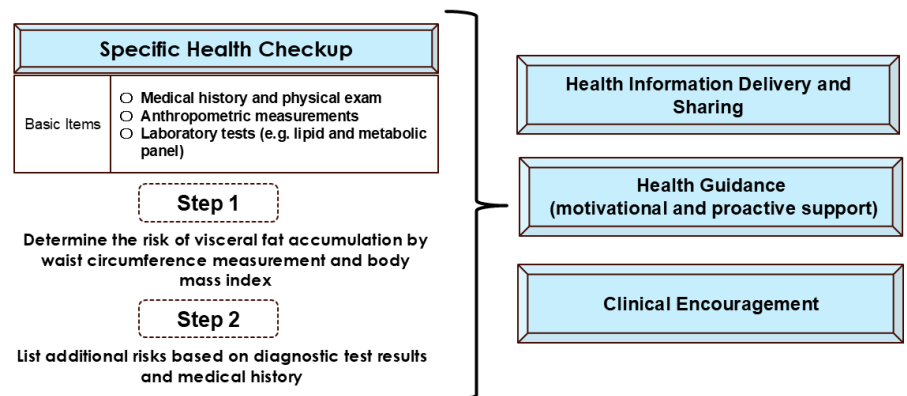 Specific Health Checkup
Basic Items
○ Medical history and physical exam
○ Anthropometric measurements
○ Laboratory tests (e.g. lipid and metabolic
panel)
Step 1
Determine the risk of visceral fat accumulation by
waist circumference measurement and body
mass index
Step 2
List additional risks based on diagnostic test results
and medical history
Health Information Delivery and
Sharing
Health Guidance
(motivational and proactive support)
Clinical Encouragement